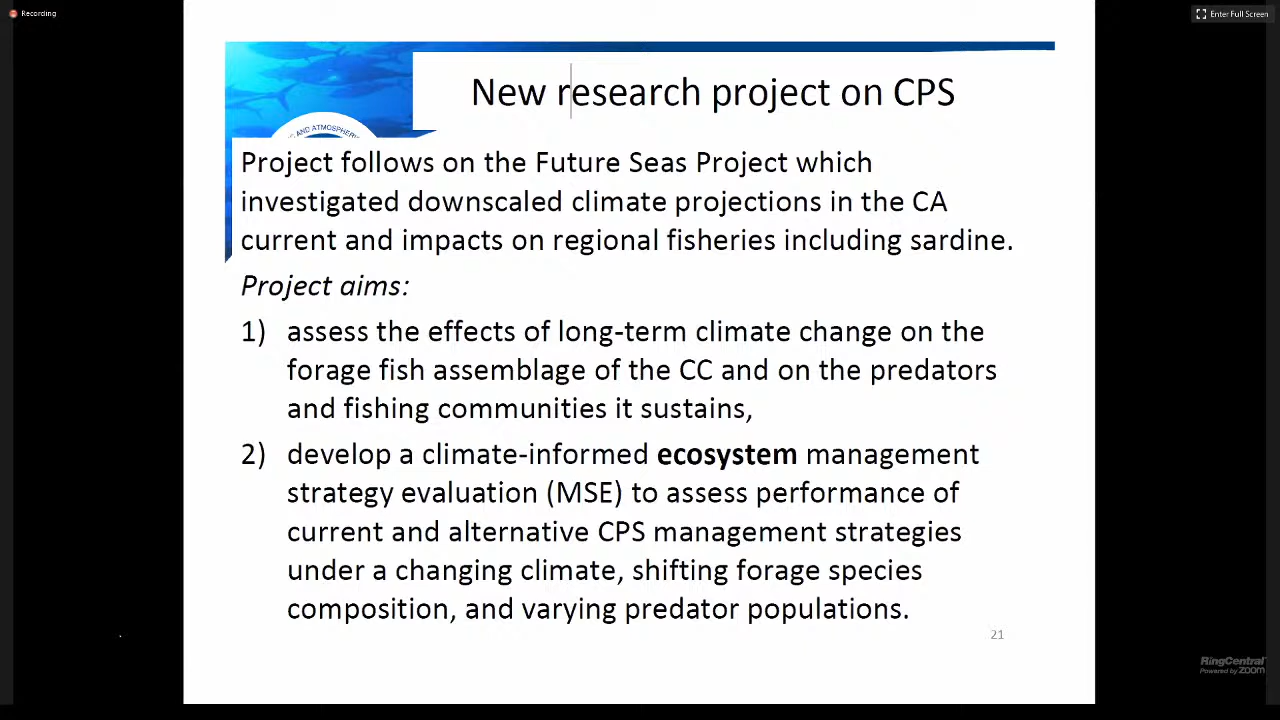 Recording
Enter Full Screen
New research project on CPS
AND ATMOSPHERI
Project follows on the Future Seas Project which
investigated downscaled climate projections in the CA
current and impacts on regional fisheries including sardine.
Project aims:
1) assess the effects of long-term climate change on the
forage fish assemblage of the CC and on the predators
and fishing communities it sustains,
2) develop a climate-informed ecosystem management
strategy evaluation (MSE) to assess performance of
current and alternative CPS management strategies
under a changing climate, shifting forage species
composition, and varying predator populations.
21
RingCentral
Powered by zoom